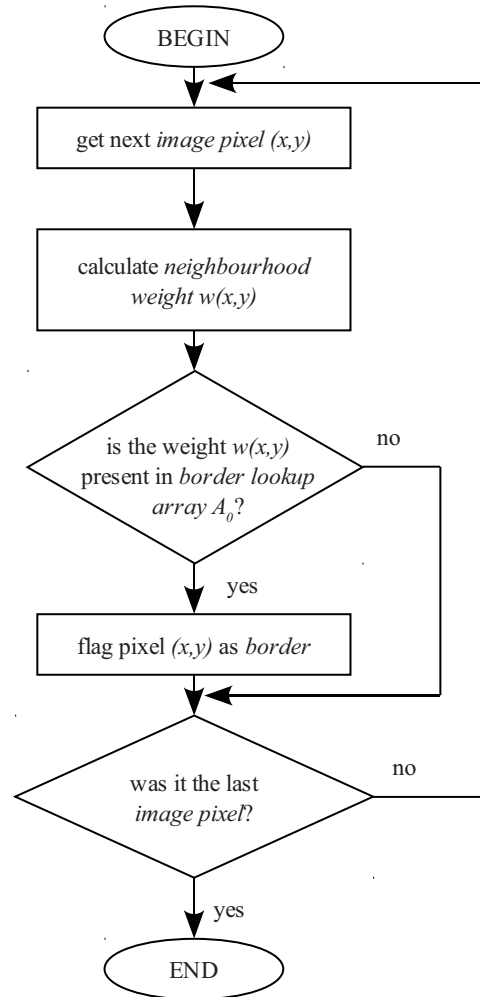 BEGIN
get next image pixel (x,y)
calculate neighbourhood
weight w(x,y)
is the weight w(x,y)
present in border lookup
array A₀?
no
yes
flag pixel (x,y) as border
was it the last
image pixel?
no
yes
END